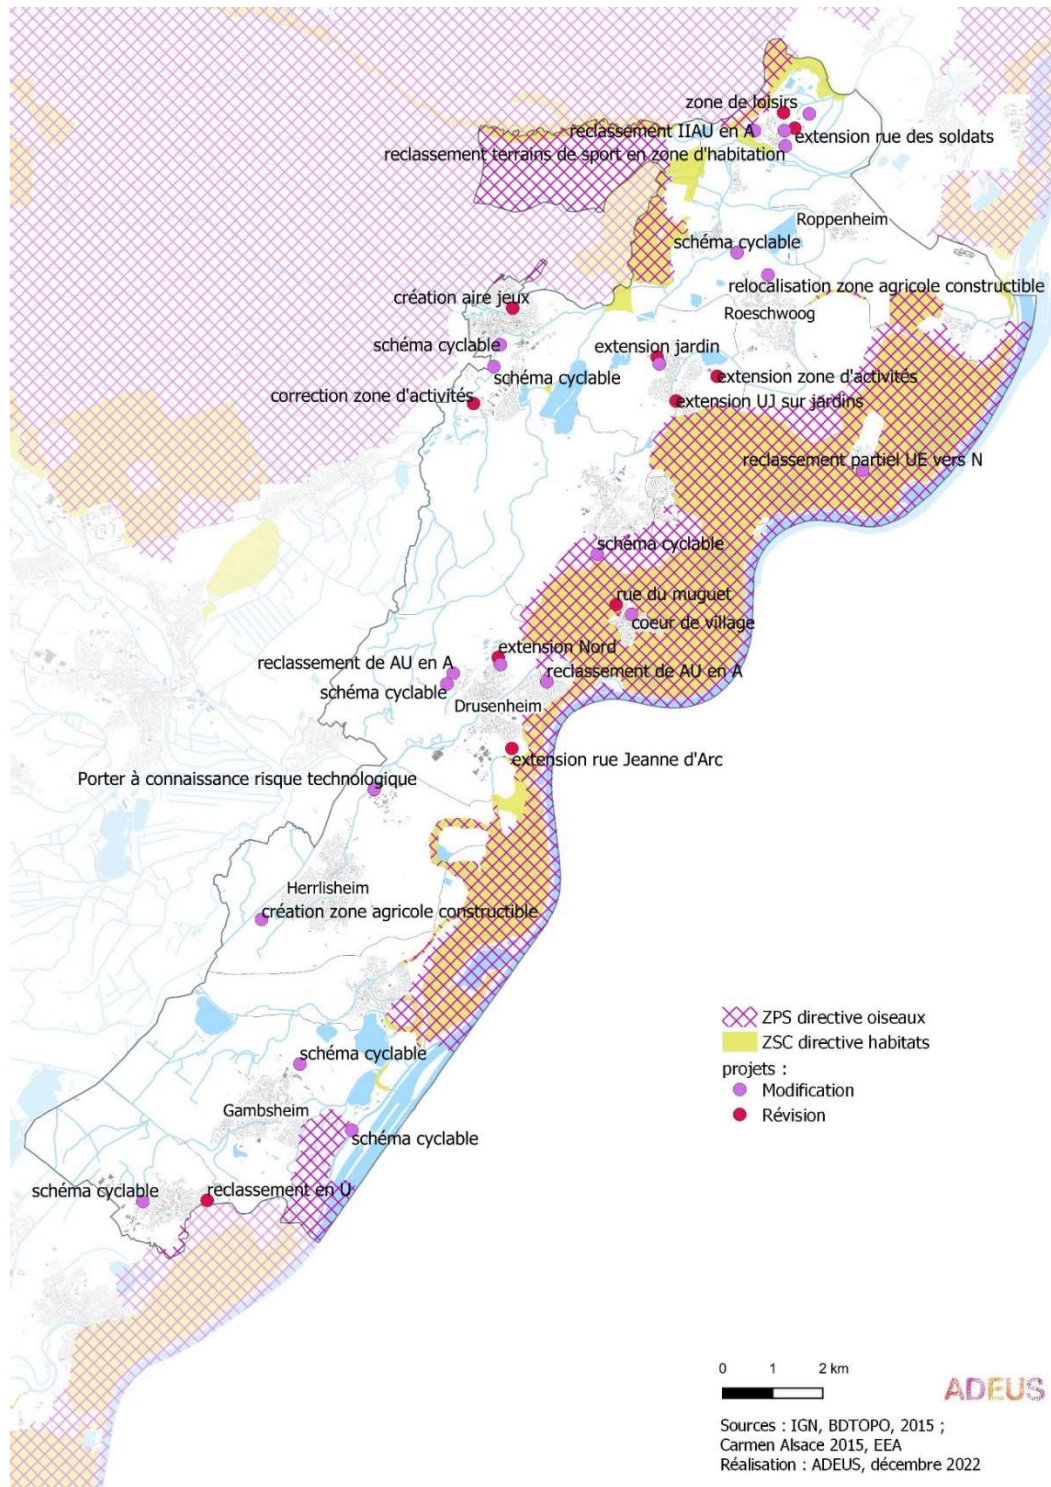 zone de loisirs
reclassement IIAU en A
extension rue des soldats
reclassement terrains de sport en zone d'habitation
Roppenheim
schéma cyclable
relocalisation zone agricole constructible
création aire jeux
Roeschwoog
schéma cyclable
extension jardin
schéma cyclable
extension zone d'activités
correction zone d'activités
extension UJ sur jardins
reclassement partiel UE vers N
schéma cyclable
rue du muguet
coeur de village
extension Nord
reclassement de AU en A
reclassement de AU en A
schéma cyclable
Drusenheim
extension rue Jeanne d'Arc
Porter à connaissance risque technologique
Herrlisheim
création zone agricole constructible
ZPS directive oiseaux
ZSC directive habitats
projets :
Modification
Révision
schéma cyclable
Gambsheim
schéma cyclable
schéma cyclable
reclassement en U
0 1 2 km
ADEUS
Sources : IGN, BDTOPO, 2015 ;
Carmen Alsace 2015, EEA
Réalisation : ADEUS, décembre 2022